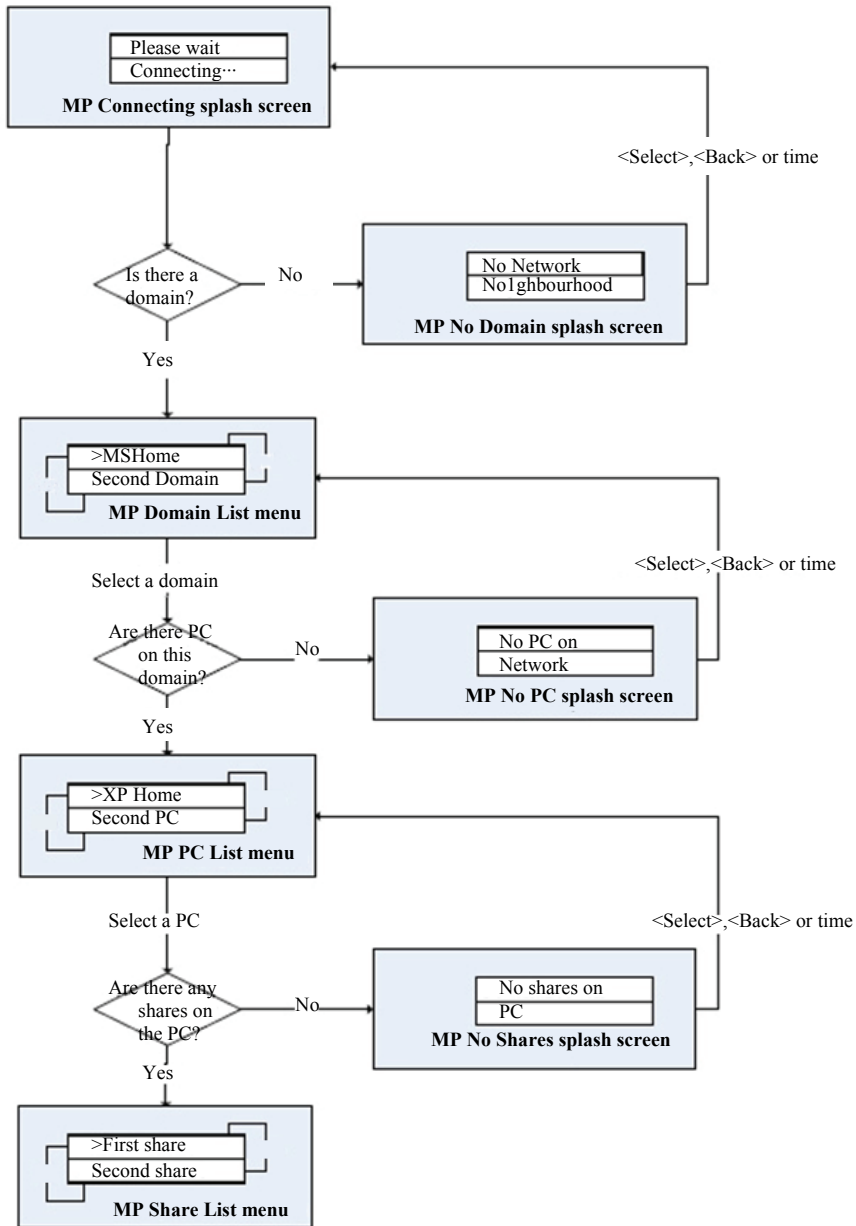 Please wait
Connecting···
MP Connecting splash screen
<Select>,<Back> or time
Is there a
domain?
No
No Network
No1ghbourhood
MP No Domain splash screen
Yes
>MSHome
Second Domain
MP Domain List menu
<Select>,<Back> or time
Select a domain
Are there PC
on this
domain?
No
No PC on
Network
MP No PC splash screen
Yes
>XP Home
Second PC
MP PC List menu
Select a PC
<Select>,<Back> or time
Are there any
shares on
the PC?
No
No shares on
PC
MP No Shares splash screen
Yes
>First share
Second share
MP Share List menu